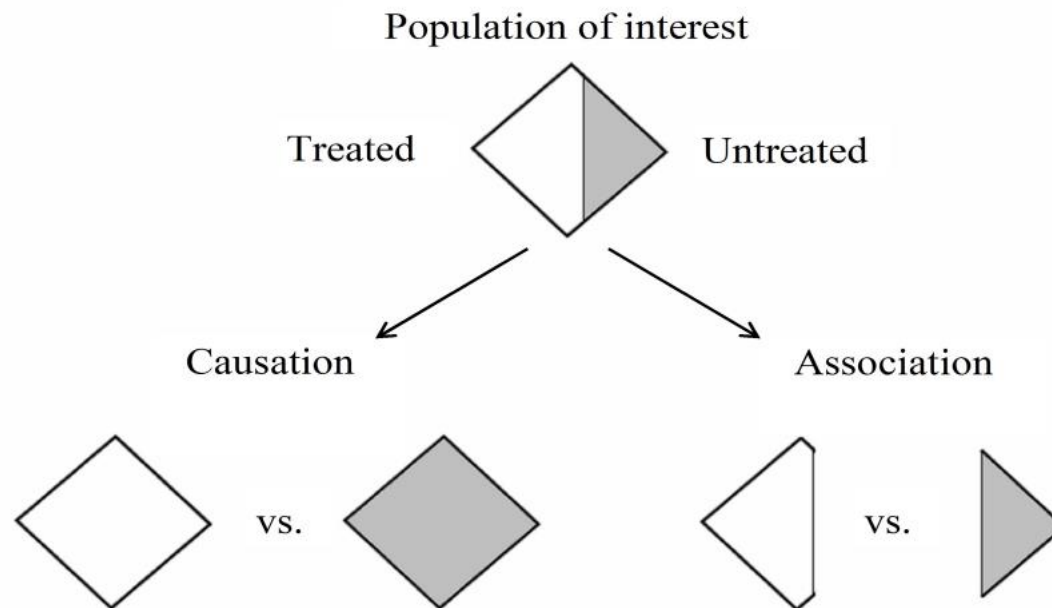 Population of interest
Treated
Untreated
Causation
Association
vs.
vs.